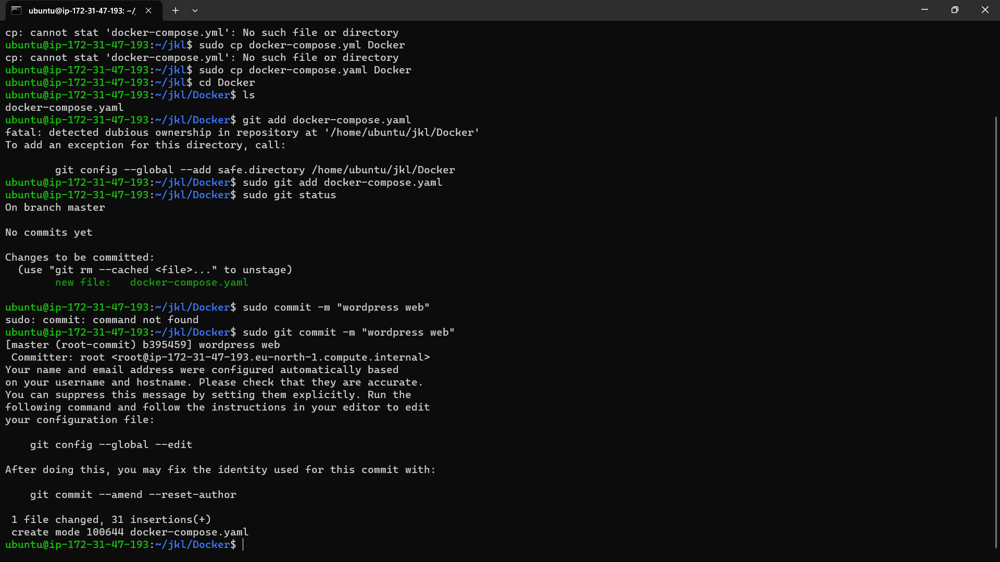 ubuntu@ip-172-31-47-193: ~/
cp: cannot stat 'docker-compose.yml': No such file or directory
ubuntu@ip-172-31-47-193:~/jkl$ sudo cp docker-compose.yml Docker
cp: cannot stat 'docker-compose.yml': No such file or directory
ubuntu@ip-172-31-47-193:~/jkl$ sudo cp docker-compose.yaml Docker
ubuntu@ip-172-31-47-193:~/jkl$ cd Docker
ubuntu@ip-172-31-47-193:~/jkl/Docker$ ls
docker-compose.yaml
ubuntu@ip-172-31-47-193:~/jkl/Docker$ git add docker-compose.yaml
fatal: detected dubious ownership in repository at '/home/ubuntu/jkl/Docker'
To add an exception for this directory, call:
git config --global --add safe.directory /home/ubuntu/jkl/Docker
ubuntu@ip-172-31-47-193:~/jkl/Docker$ sudo git add docker-compose.yaml
ubuntu@ip-172-31-47-193:~/jkl/Docker$ sudo git status
On branch master
No commits yet
Changes to be committed:
(use "git rm --cached <file>..." to unstage)
new file:   docker-compose.yaml
ubuntu@ip-172-31-47-193:~/jkl/Docker$ sudo commit -m "wordpress web"
sudo: commit: command not found
ubuntu@ip-172-31-47-193:~/jkl/Docker$ sudo git commit -m "wordpress web"
[master (root-commit) b395459] wordpress web
Committer: root <root@ip-172-31-47-193.eu-north-1.compute.internal>
Your name and email address were configured automatically based
on your username and hostname. Please check that they are accurate.
You can suppress this message by setting them explicitly. Run the
following command and follow the instructions in your editor to edit
your configuration file:
git config --global --edit
After doing this, you may fix the identity used for this commit with:
git commit --amend --reset-author
1 file changed, 31 insertions(+)
create mode 100644 docker-compose.yaml
ubuntu@ip-172-31-47-193:~/jkl/Docker$